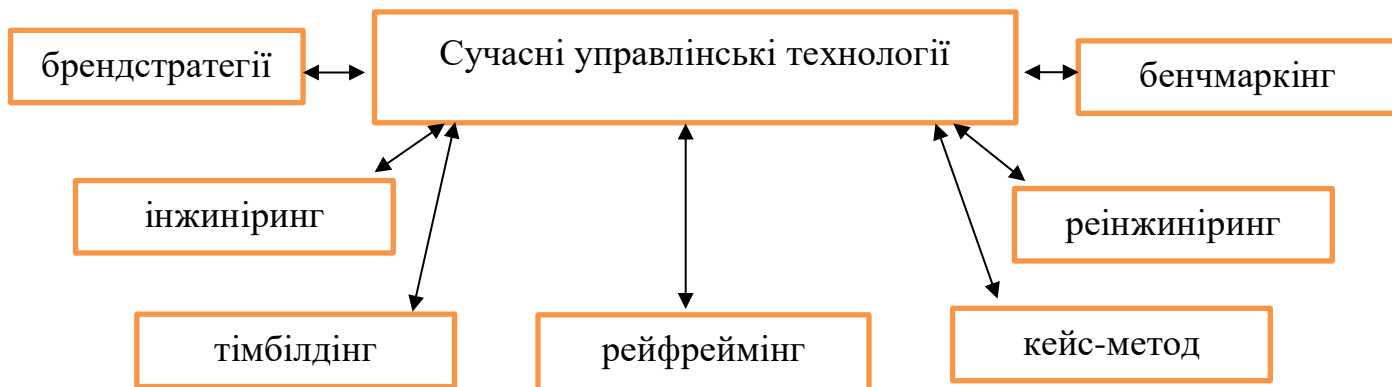 Сучасні управлінські технології
брендстратегії
бенчмаркінг
інжиніринг
реінжиніринг
тімбілдінг
рейфреймінг
кейс-метод